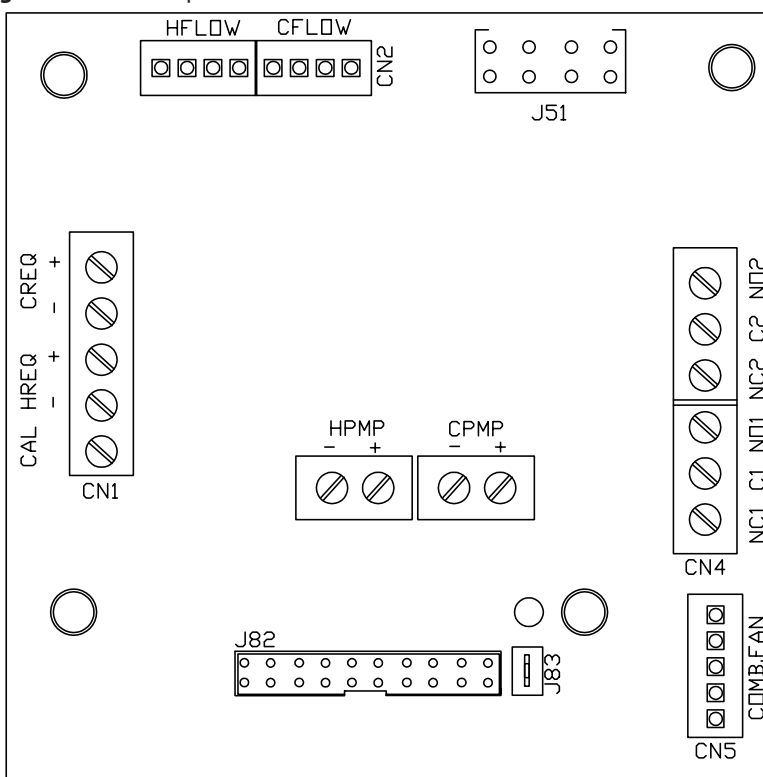 HFLOW CFLOW
CN2
J51
CREQ + -
HREQ + -
CAL
CN1
NO2
C2
NC2
NO1
C1
NC1
CN4
HPMP CPMP
- + - +
J82
J83
COMB.FAN
CN5